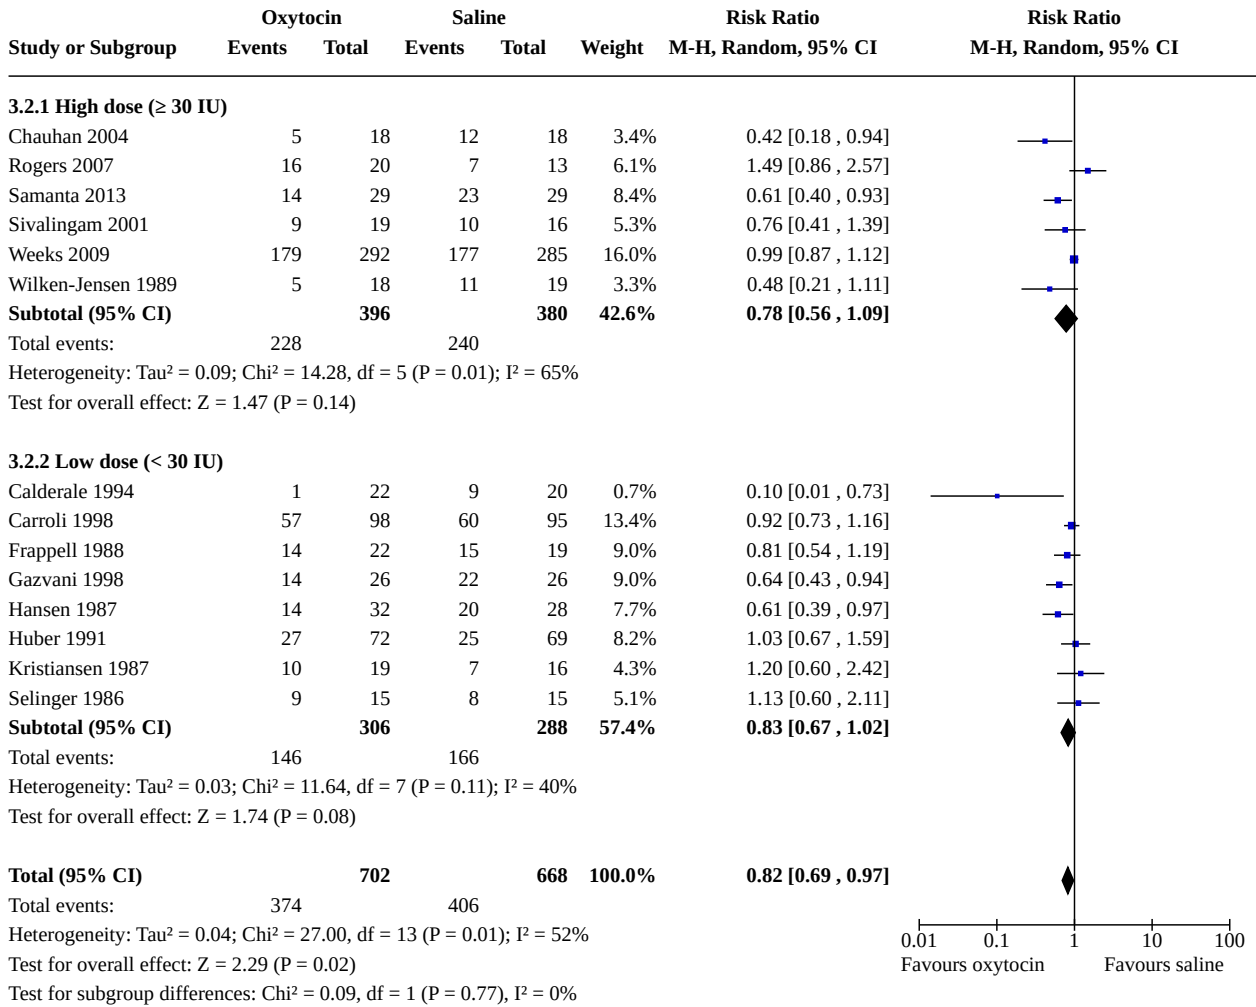 Oxytocin Saline Risk Ratio Risk Ratio
Study or Subgroup Events Total Events Total Weight M-H, Random, 95% CI M-H, Random, 95% CI
3.2.1 High dose (≥ 30 IU)
Chauhan 2004 5 18 12 18 3.4% 0.42 [0.18 , 0.94]
Rogers 2007 16 20 7 13 6.1% 1.49 [0.86 , 2.57]
Samanta 2013 14 29 23 29 8.4% 0.61 [0.40 , 0.93]
Sivalingam 2001 9 19 10 16 5.3% 0.76 [0.41 , 1.39]
Weeks 2009 179 292 177 285 16.0% 0.99 [0.87 , 1.12]
Wilken-Jensen 1989 5 18 11 19 3.3% 0.48 [0.21 , 1.11]
Subtotal (95% CI) 396 380 42.6% 0.78 [0.56 , 1.09]
Total events: 228 240
Heterogeneity: Tau² = 0.09; Chi² = 14.28, df = 5 (P = 0.01); I² = 65%
Test for overall effect: Z = 1.47 (P = 0.14)
3.2.2 Low dose (< 30 IU)
Calderale 1994 1 22 9 20 0.7% 0.10 [0.01 , 0.73]
Carroli 1998 57 98 60 95 13.4% 0.92 [0.73 , 1.16]
Frappell 1988 14 22 15 19 9.0% 0.81 [0.54 , 1.19]
Gazvani 1998 14 26 22 26 9.0% 0.64 [0.43 , 0.94]
Hansen 1987 14 32 20 28 7.7% 0.61 [0.39 , 0.97]
Huber 1991 27 72 25 69 8.2% 1.03 [0.67 , 1.59]
Kristiansen 1987 10 19 7 16 4.3% 1.20 [0.60 , 2.42]
Selinger 1986 9 15 8 15 5.1% 1.13 [0.60 , 2.11]
Subtotal (95% CI) 306 288 57.4% 0.83 [0.67 , 1.02]
Total events: 146 166
Heterogeneity: Tau² = 0.03; Chi² = 11.64, df = 7 (P = 0.11); I² = 40%
Test for overall effect: Z = 1.74 (P = 0.08)
Total (95% CI) 702 668 100.0% 0.82 [0.69 , 0.97]
Total events: 374 406
Heterogeneity: Tau² = 0.04; Chi² = 27.00, df = 13 (P = 0.01); I² = 52%
0.01 0.1 1 10 100
Test for overall effect: Z = 2.29 (P = 0.02) Favours oxytocin Favours saline
Test for subgroup differences: Chi² = 0.09, df = 1 (P = 0.77), I² = 0%